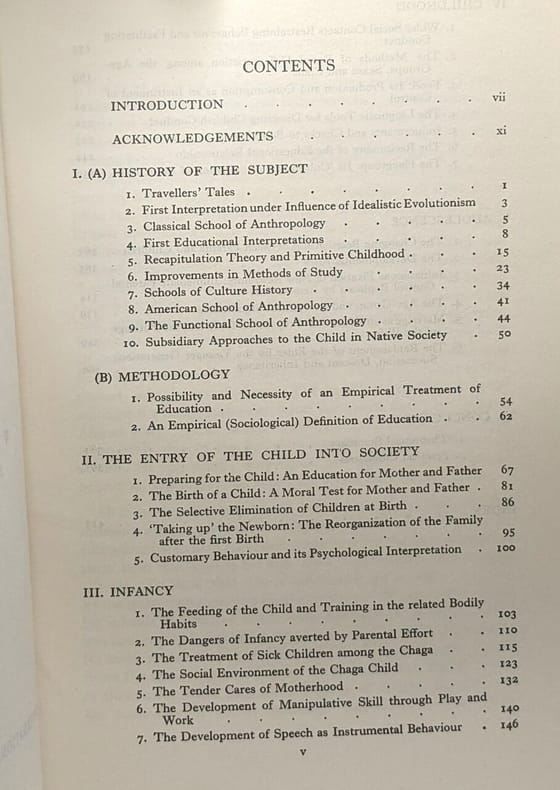 CONTENTS
INTRODUCTION . . . . . . . vii
ACKNOWLEDGEMENTS . . . . . xi
I. (A) HISTORY OF THE SUBJECT
1. Travellers' Tales . . . . . . . . 1
2. First Interpretation under Influence of Idealistic Evolutionism 3
3. Classical School of Anthropology . . . . . 5
4. First Educational Interpretations . . . . . 8
5. Recapitulation Theory and Primitive Childhood . . . 15
6. Improvements in Methods of Study . . . . 23
7. Schools of Culture History . . . . . . 34
8. American School of Anthropology . . . . . 41
9. The Functional School of Anthropology . . . . 44
10. Subsidiary Approaches to the Child in Native Society . 50
(B) METHODOLOGY
1. Possibility and Necessity of an Empirical Treatment of
Education . . . . . . . . . 54
2. An Empirical (Sociological) Definition of Education . . 62
II. THE ENTRY OF THE CHILD INTO SOCIETY
1. Preparing for the Child: An Education for Mother and Father 67
2. The Birth of a Child: A Moral Test for Mother and Father . 81
3. The Selective Elimination of Children at Birth . . . 86
4. 'Taking up' the Newborn: The Reorganization of the Family
after the first Birth . . . . . . . 95
5. Customary Behaviour and its Psychological Interpretation . 100
III. INFANCY
1. The Feeding of the Child and Training in the related Bodily
Habits . . . . . . . . . 103
2. The Dangers of Infancy averted by Parental Effort . . 110
3. The Treatment of Sick Children among the Chaga . . 115
4. The Social Environment of the Chaga Child . . . 123
5. The Tender Cares of Motherhood . . . . . 132
6. The Development of Manipulative Skill through Play and
Work . . . . . . . . . 140
7. The Development of Speech as Instrumental Behaviour . 146
v